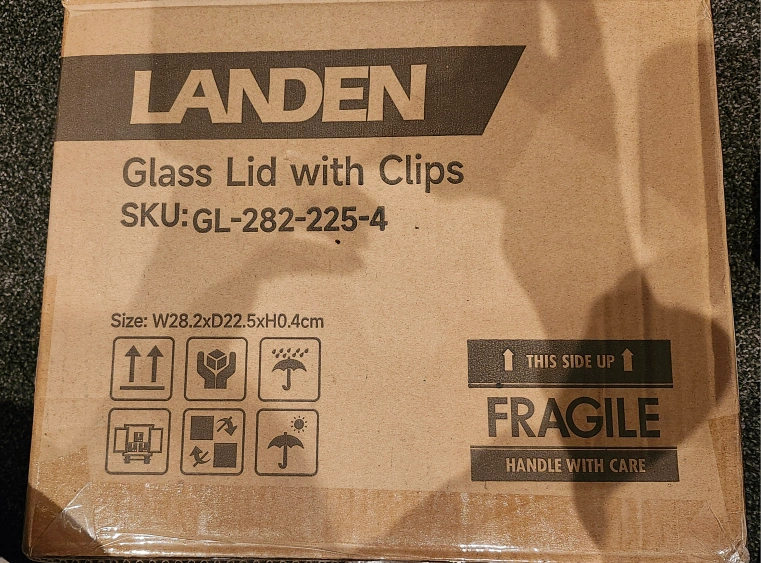 LANDEN
Glass Lid with Clips
SKU:GL-282-225-4
Size: W28.2xD22.5xH0.4cm
THIS SIDE UP
FRAGILE
HANDLE WITH CARE